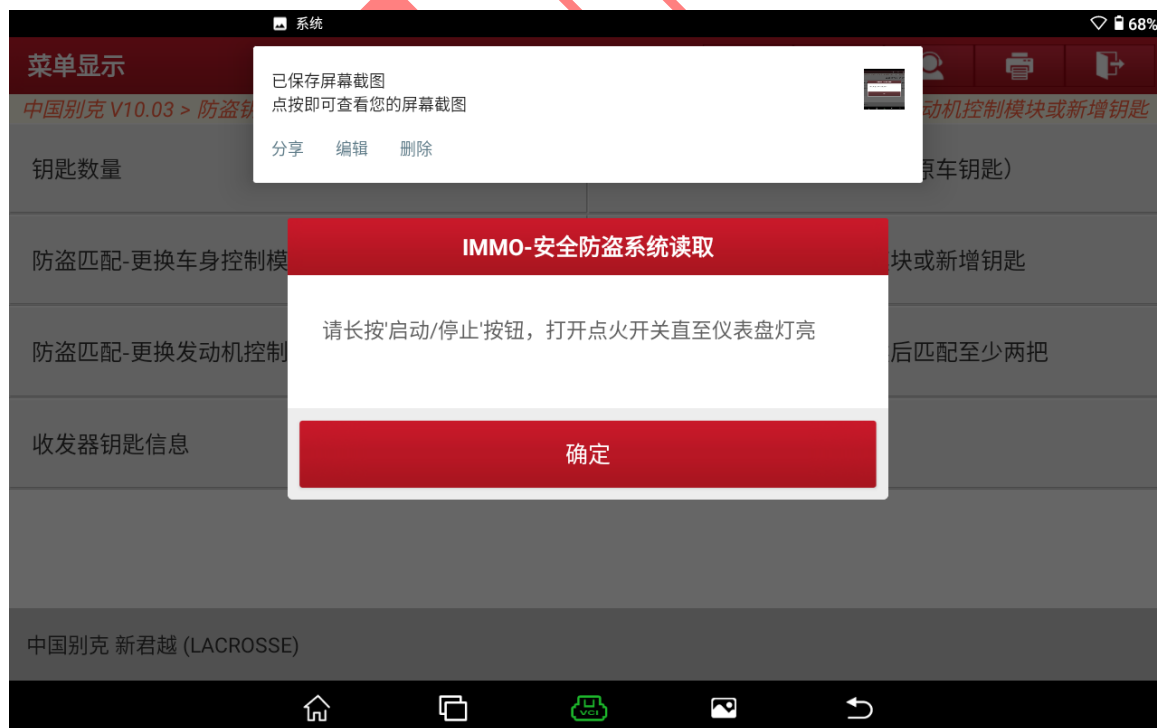 系统
68%
菜单显示
已保存屏幕截图
点按即可查看您的屏幕截图
分享 编辑 删除
中国别克 V10.03 > 防盗
动机控制模块或新增钥匙
钥匙数量
原车钥匙）
IMMO-安全防盗系统读取
防盗匹配-更换车身控制模
块或新增钥匙
请长按'启动/停止'按钮，打开点火开关直至仪表盘灯亮
防盗匹配-更换发动机控制
后匹配至少两把
收发器钥匙信息
确定
中国别克 新君越 (LACROSSE)
VCI